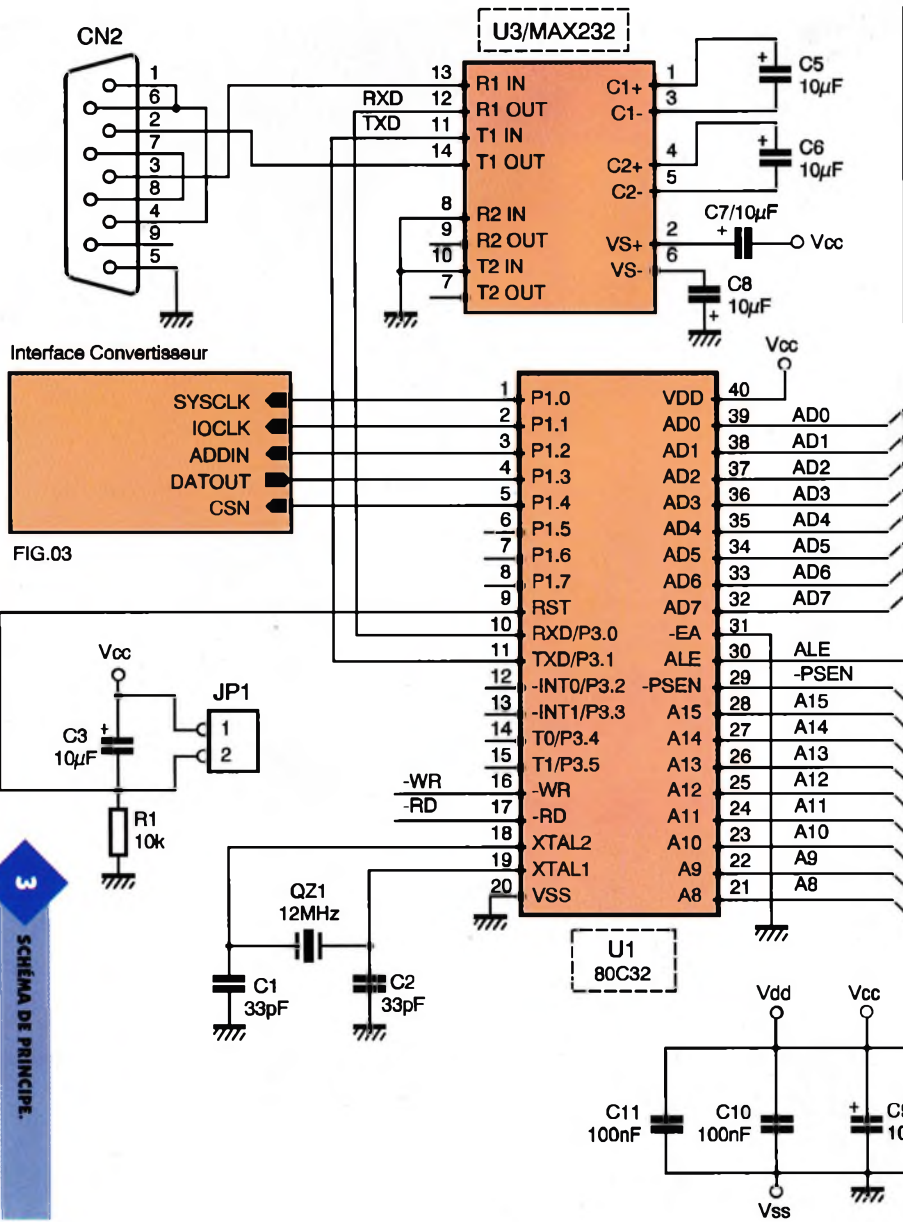 CN2
1
6
2
7
3
8
4
9
5
U3/MAX232
13 R1 IN
RXD 12 R1 OUT
TXD 11 T1 IN
14 T1 OUT
8 R2 IN
9 R2 OUT
10 T2 IN
7 T2 OUT
C1+ 1
C1- 3
C2+ 4
C2- 5
VS+ 2
VS- 6
C5
10µF
C6
10µF
C7/10µF
+
Vcc
C8
10µF
+
Interface Convertisseur
SYSCLK
IOCLK
ADDIN
DATOUT
CSN
FIG.03
1 P1.0
2 P1.1
3 P1.2
4 P1.3
5 P1.4
6 P1.5
7 P1.6
8 P1.7
9 RST
10 RXD/P3.0
11 TXD/P3.1
12 -INT0/P3.2
13 -INT1/P3.3
14 T0/P3.4
15 T1/P3.5
-WR 16 -WR
-RD 17 -RD
18 XTAL2
19 XTAL1
20 VSS
Vcc
VDD 40
AD0 39 AD0
AD1 38 AD1
AD2 37 AD2
AD3 36 AD3
AD4 35 AD4
AD5 34 AD5
AD6 33 AD6
AD7 32 AD7
-EA 31
ALE 30 ALE
-PSEN 29 -PSEN
A15 28 A15
A14 27 A14
A13 26 A13
A12 25 A12
A11 24 A11
A10 23 A10
A9 22 A9
A8 21 A8
U1
80C32
Vcc
C3 +
10µF
JP1
1
2
R1
10k
QZ1
12MHz
C1
33pF
C2
33pF
3
SCHÉMA DE PRINCIPE.
Vdd
Vcc
C11
100nF
C10
100nF
+
Vss